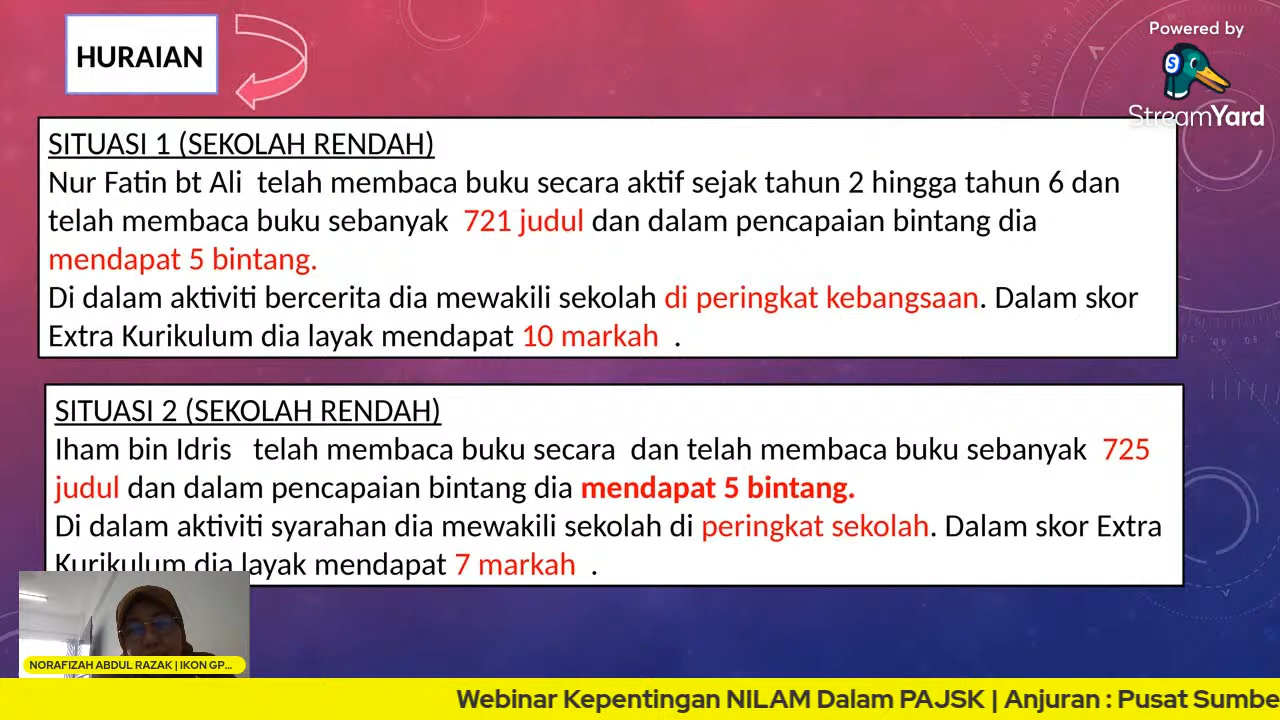 HURAIAN
Powered by
StreamYard
SITUASI 1 (SEKOLAH RENDAH)
Nur Fatin bt Ali telah membaca buku secara aktif sejak tahun 2 hingga tahun 6 dan
telah membaca buku sebanyak 721 judul dan dalam pencapaian bintang dia
mendapat 5 bintang.
Di dalam aktiviti bercerita dia mewakili sekolah di peringkat kebangsaan. Dalam skor
Extra Kurikulum dia layak mendapat 10 markah .
SITUASI 2 (SEKOLAH RENDAH)
Iham bin Idris telah membaca buku secara dan telah membaca buku sebanyak 725
judul dan dalam pencapaian bintang dia mendapat 5 bintang.
Di dalam aktiviti syarahan dia mewakili sekolah di peringkat sekolah. Dalam skor Extra
Kurikulum dia layak mendapat 7 markah .
NORAFIZAH ABDUL RAZAK | IKON GP...
Webinar Kepentingan NILAM Dalam PAJSK | Anjuran : Pusat Sumbe